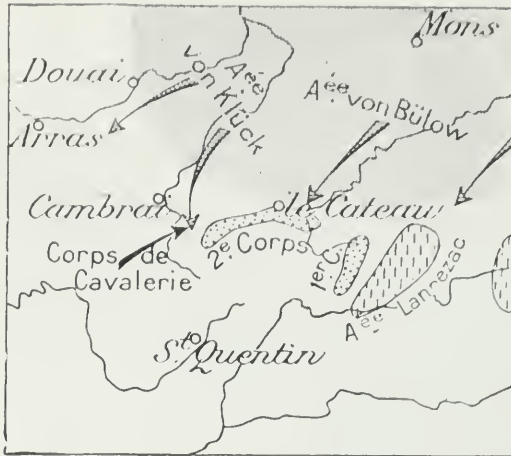 Mons
Douai
Aée von Klück
Aée von Bülow
Arras
Cambrai
le Cateau
Corps de
Cavalerie
2e. Corps
1er. C.
Aée Lanrezac
St. Quentin